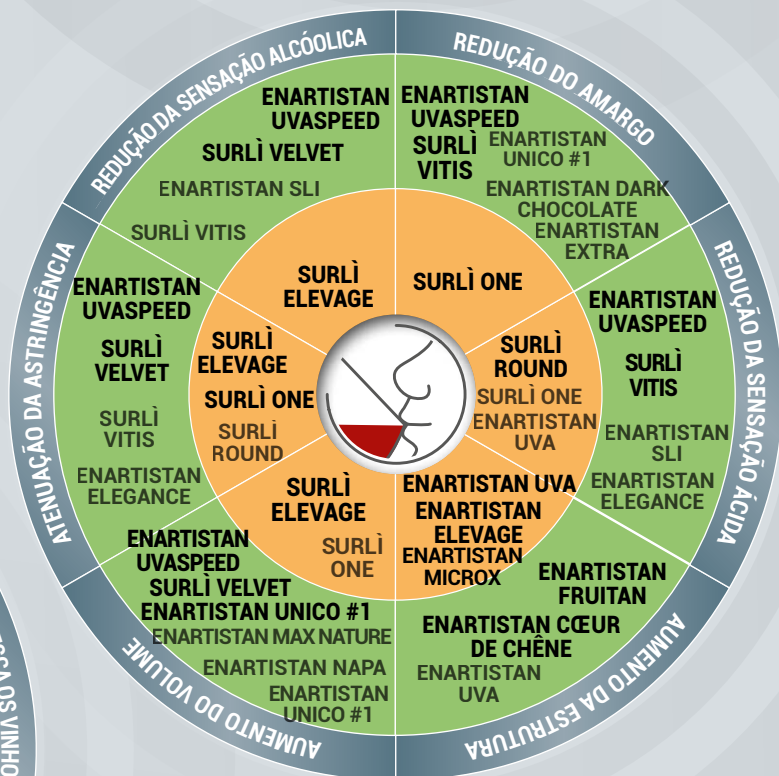 REDUÇÃO DA SENSAÇÃO ALCÓOLICA
ENARTISTAN
UVASPEED
SURLÌ VELVET
ENARTISTAN SLI
SURLÌ VITIS
SURLÌ
ELEVAGE
REDUÇÃO DO AMARGO
ENARTISTAN
UVASPEED
SURLÌ
VITIS
ENARTISTAN
UNICO #1
ENARTISTAN DARK
CHOCOLATE
ENARTISTAN
EXTRA
SURLÌ ONE
REDUÇÃO DA SENSAÇÃO ÁCIDA
ENARTISTAN
UVASPEED
SURLÌ
VITIS
ENARTISTAN
SLI
ENARTISTAN
ELEGANCE
SURLÌ
ROUND
SURLÌ ONE
ENARTISTAN
UVA
AUMENTO DA ESTRUTURA
ENARTISTAN UVA
ENARTISTAN
ELEVAGE
ENARTISTAN
MICROX
ENARTISTAN
FRUITAN
ENARTISTAN CŒUR
DE CHÊNE
ENARTISTAN
UVA
AUMENTO DO VOLUME
SURLÌ
ELEVAGE
SURLÌ
ONE
ENARTISTAN
UVASPEED
SURLÌ VELVET
ENARTISTAN UNICO #1
ENARTISTAN MAX NATURE
ENARTISTAN NAPA
ENARTISTAN
UNICO #1
ATENUAÇÃO DA ASTRINGÊNCIA
ENARTISTAN
UVASPEED
SURLÌ
VELVET
SURLÌ
VITIS
ENARTISTAN
ELEGANCE
SURLÌ
ELEVAGE
SURLÌ ONE
SURLÌ
ROUND
OS VINHO